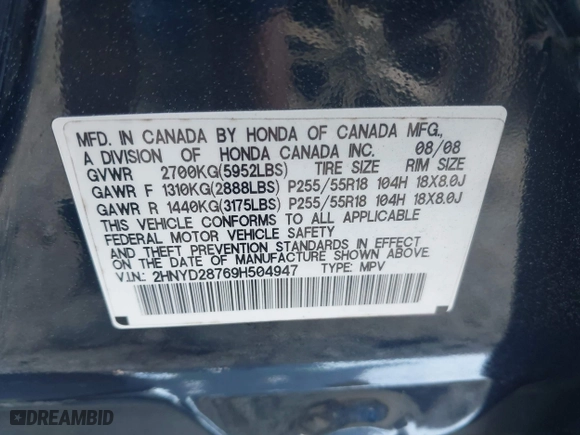 MFD. IN CANADA BY HONDA OF CANADA MFG.,
A DIVISION OF HONDA CANADA INC. 08/08
GVWR 2700KG(5952LBS) TIRE SIZE RIM SIZE
GAWR F 1310KG(2888LBS) P255/55R18 104H 18X8.0J
GAWR R 1440KG(3175LBS) P255/55R18 104H 18X8.0J
THIS VEHICLE CONFORMS TO ALL APPLICABLE
FEDERAL MOTOR VEHICLE SAFETY
AND THEFT PREVENTION STANDARDS IN EFFECT
ON THE DATE OF MANUFACTURE SHOWN ABOVE.
V.I.N.: 2HNYD28769H504947 TYPE: MPV
DREAMBID